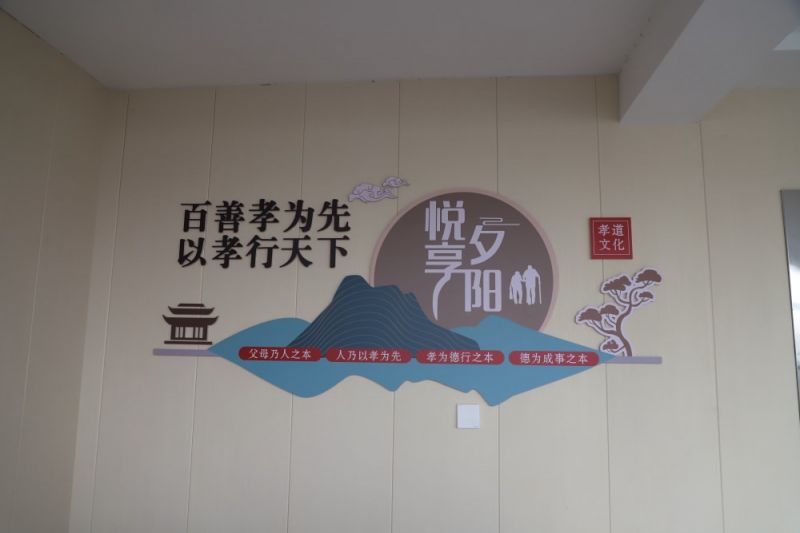 百善孝为先
以孝行天下
悦享
夕阳
孝道
文化
父母乃人之本
人乃以孝为先
孝为德行之本
德为成事之本